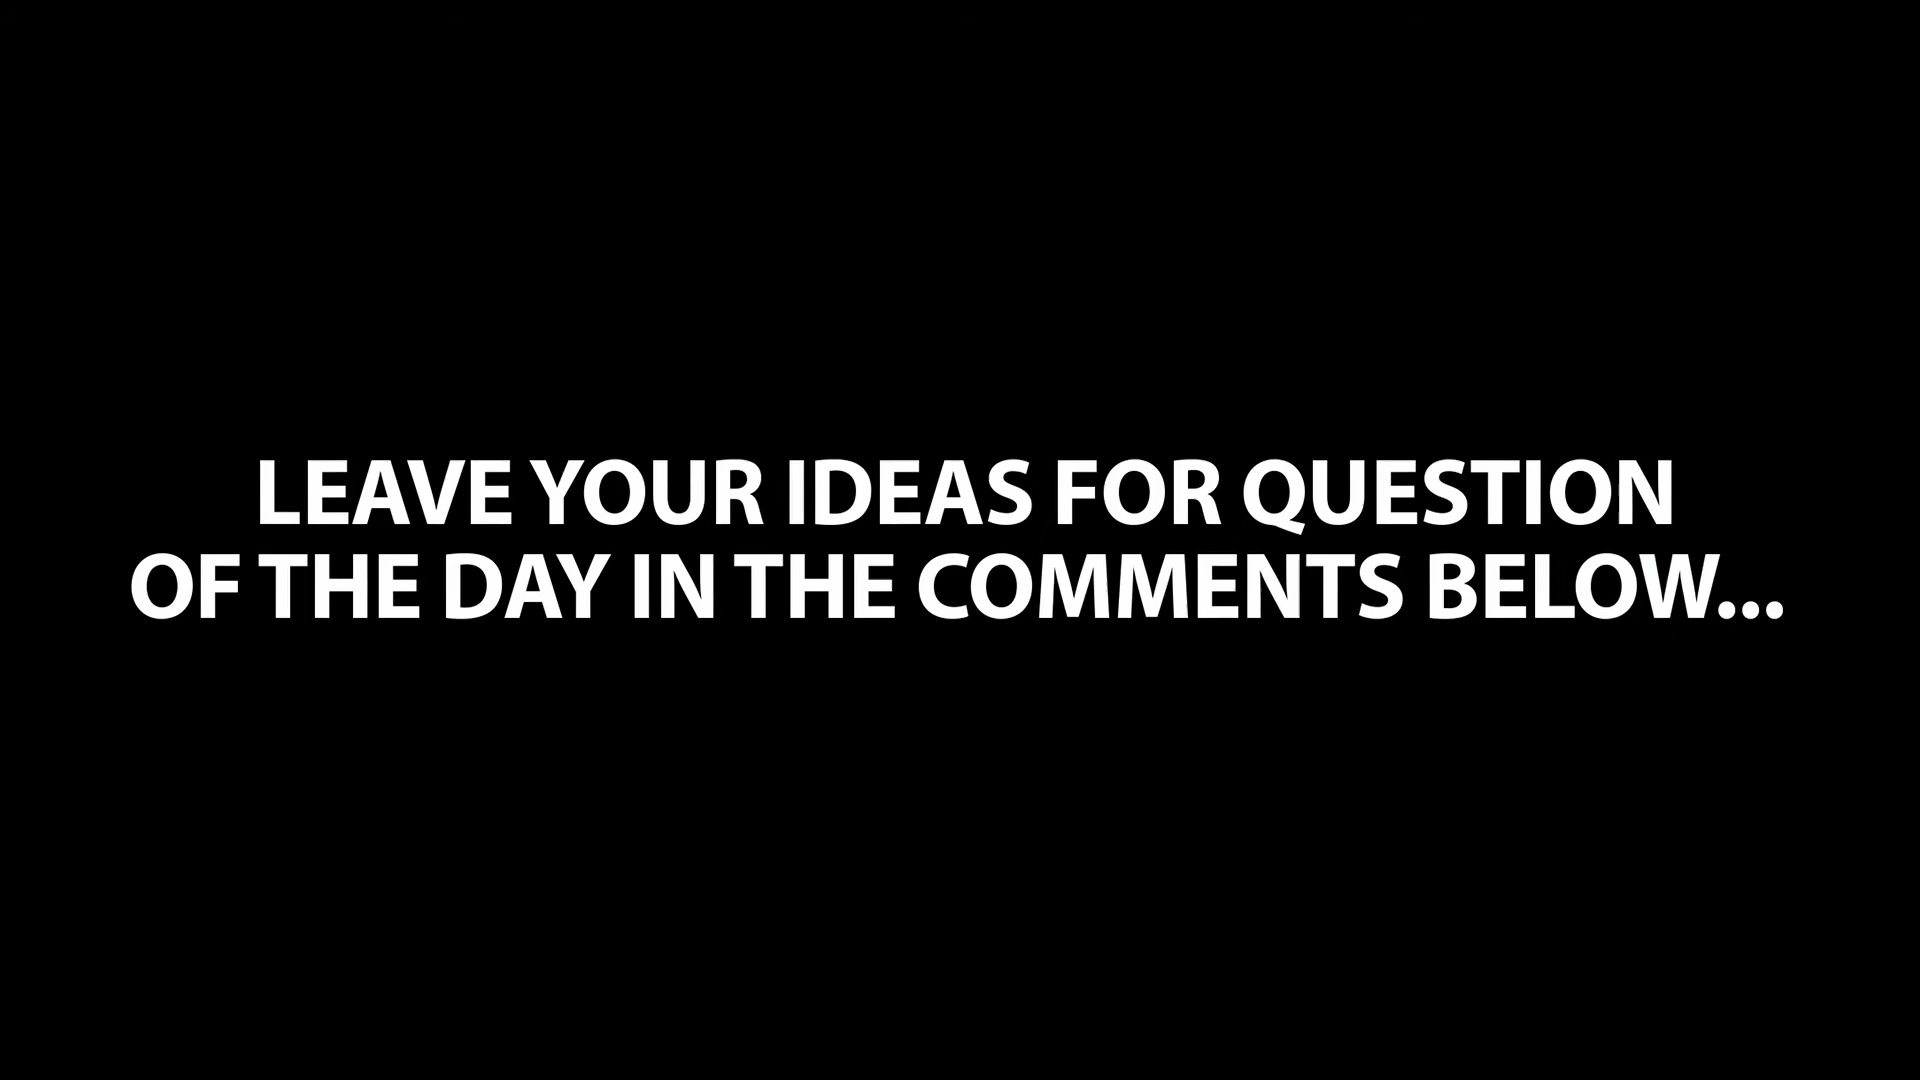 LEAVE YOUR IDEAS FOR QUESTION
OF THE DAY IN THE COMMENTS BELOW...